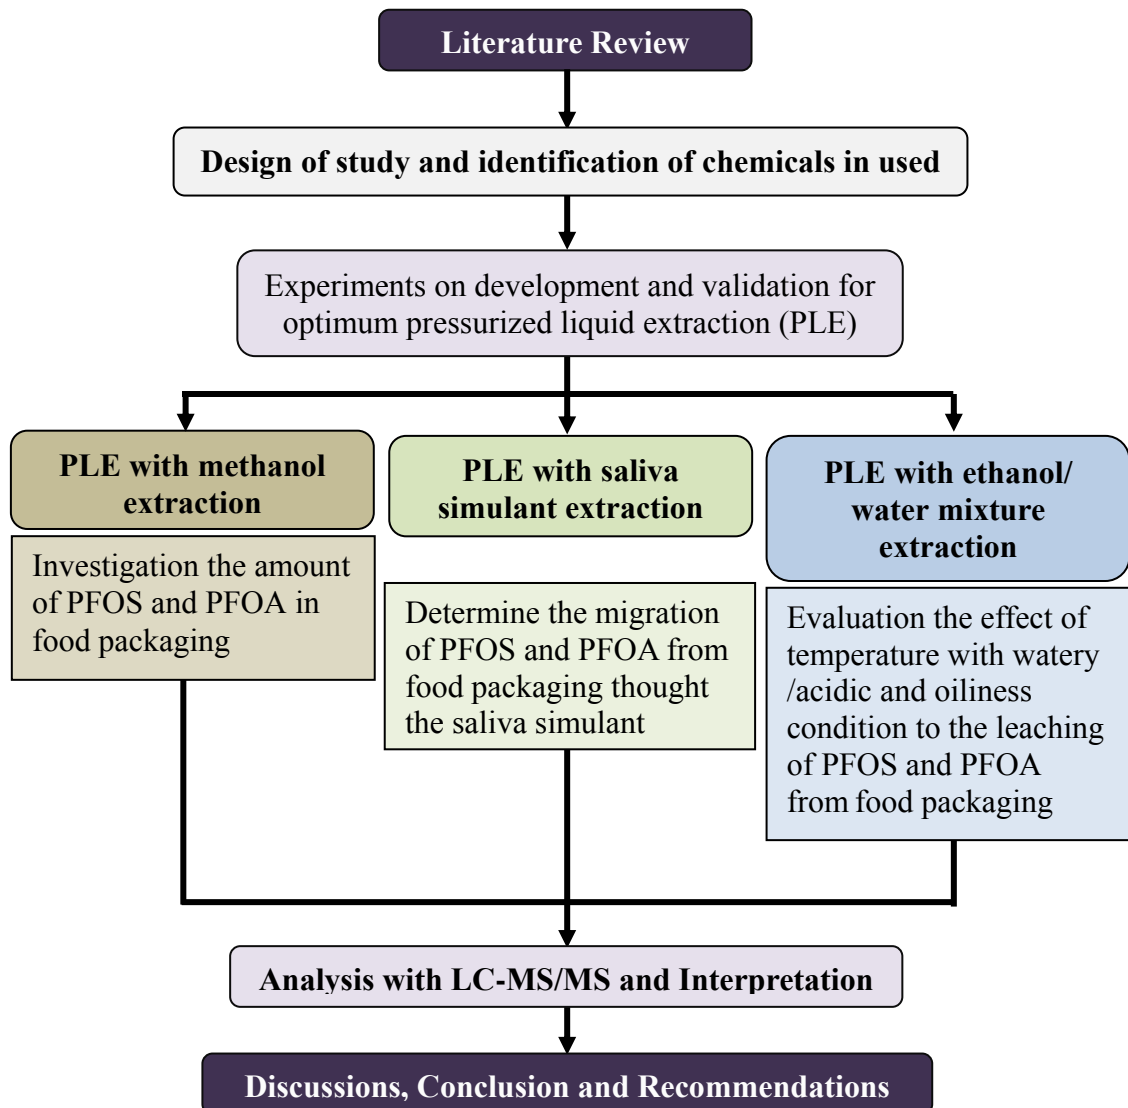 Literature Review
Design of study and identification of chemicals in used
Experiments on development and validation for
optimum pressurized liquid extraction (PLE)
PLE with methanol
extraction
Investigation the amount
of PFOS and PFOA in
food packaging
PLE with saliva
simulant extraction
Determine the migration
of PFOS and PFOA from
food packaging thought
the saliva simulant
PLE with ethanol/
water mixture
extraction
Evaluation the effect of
temperature with watery
/acidic and oiliness
condition to the leaching
of PFOS and PFOA
from food packaging
Analysis with LC-MS/MS and Interpretation
Discussions, Conclusion and Recommendations